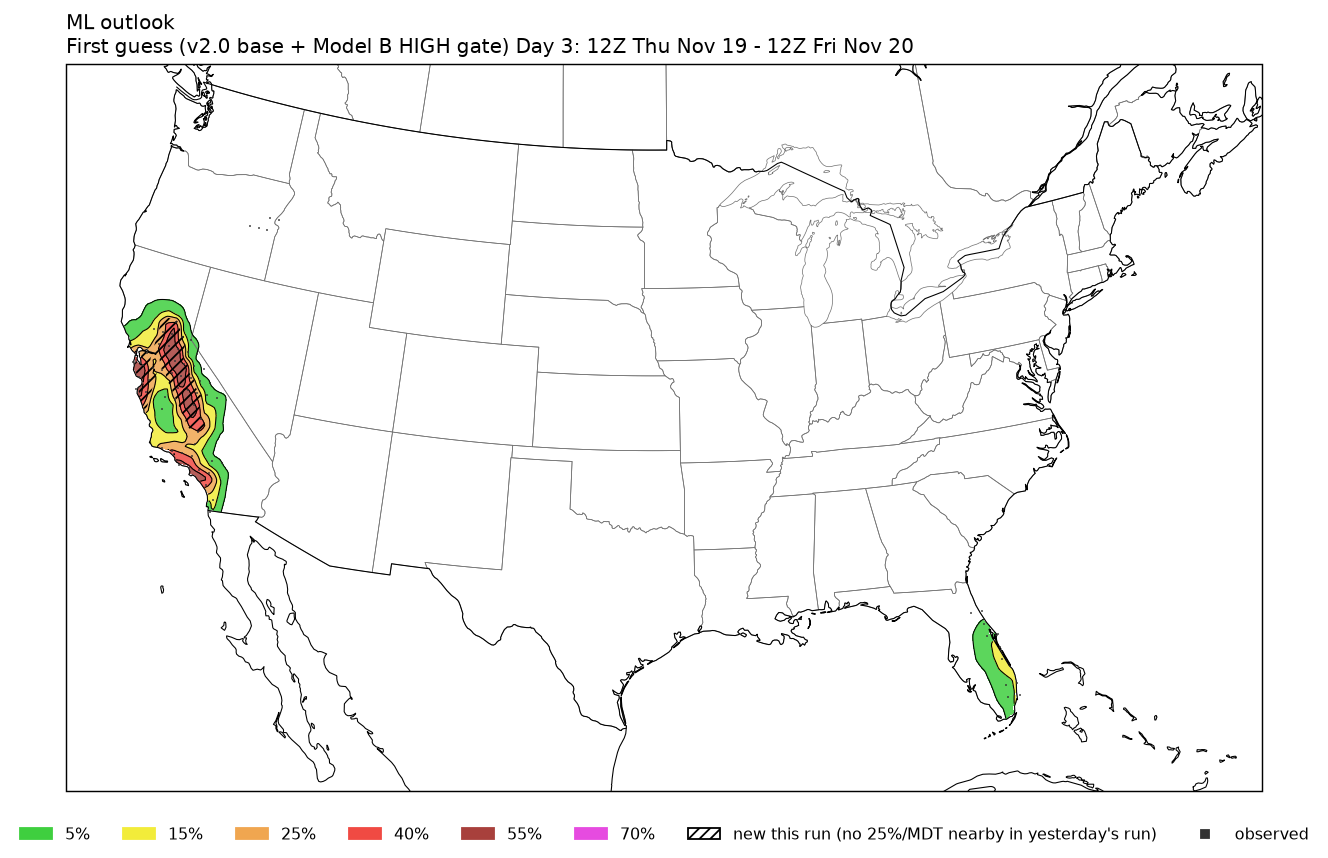 ML outlook
First guess (v2.0 base + Model B HIGH gate) Day 3: 12Z Thu Nov 19 - 12Z Fri Nov 20
5% 15% 25% 40% 55% 70% new this run (no 25%/MDT nearby in yesterday's run) observed